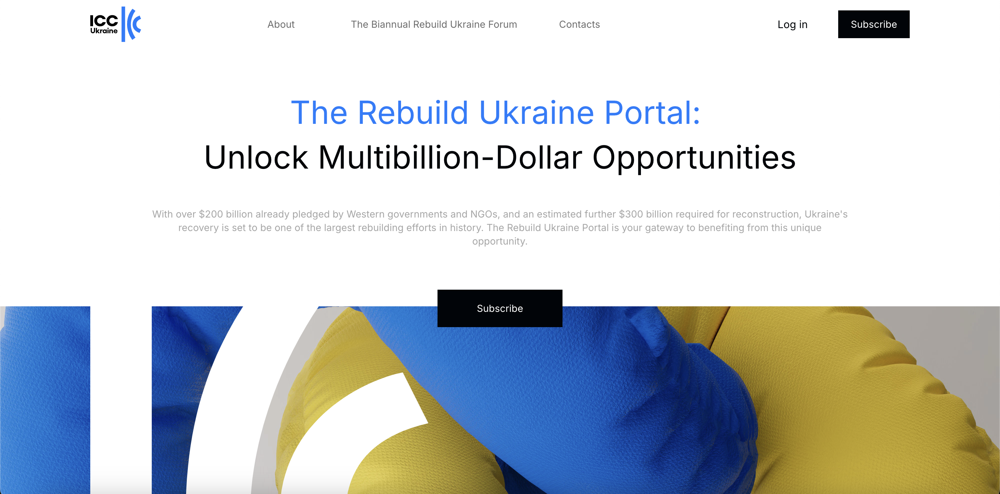 ICC
Ukraine
About
The Biannual Rebuild Ukraine Forum
Contacts
Log in
Subscribe
The Rebuild Ukraine Portal:
Unlock Multibillion-Dollar Opportunities
With over $200 billion already pledged by Western governments and NGOs, and an estimated further $300 billion required for reconstruction, Ukraine's
recovery is set to be one of the largest rebuilding efforts in history. The Rebuild Ukraine Portal is your gateway to benefiting from this unique
opportunity.
Subscribe